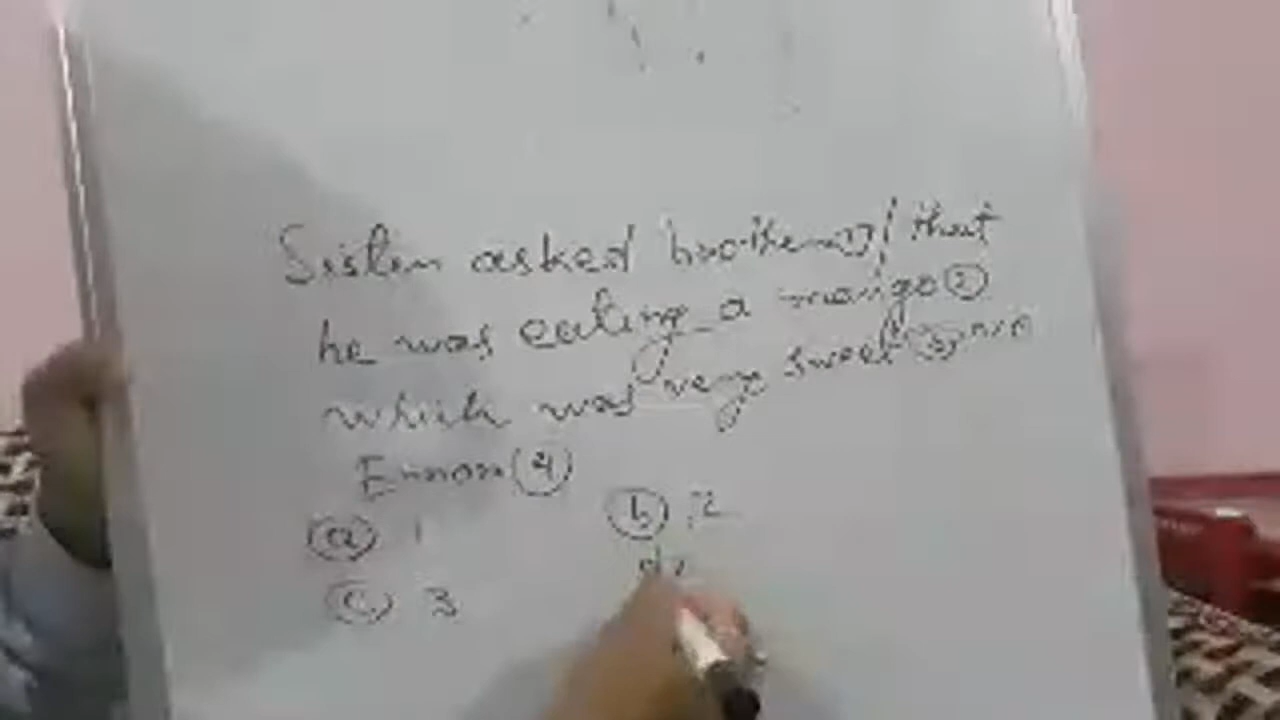 Sister asked brother ①/ that
he was eating a mango ②
which was very sweet ③ no
Error ④
ⓐ 1 ⓑ 2
ⓒ 3 d